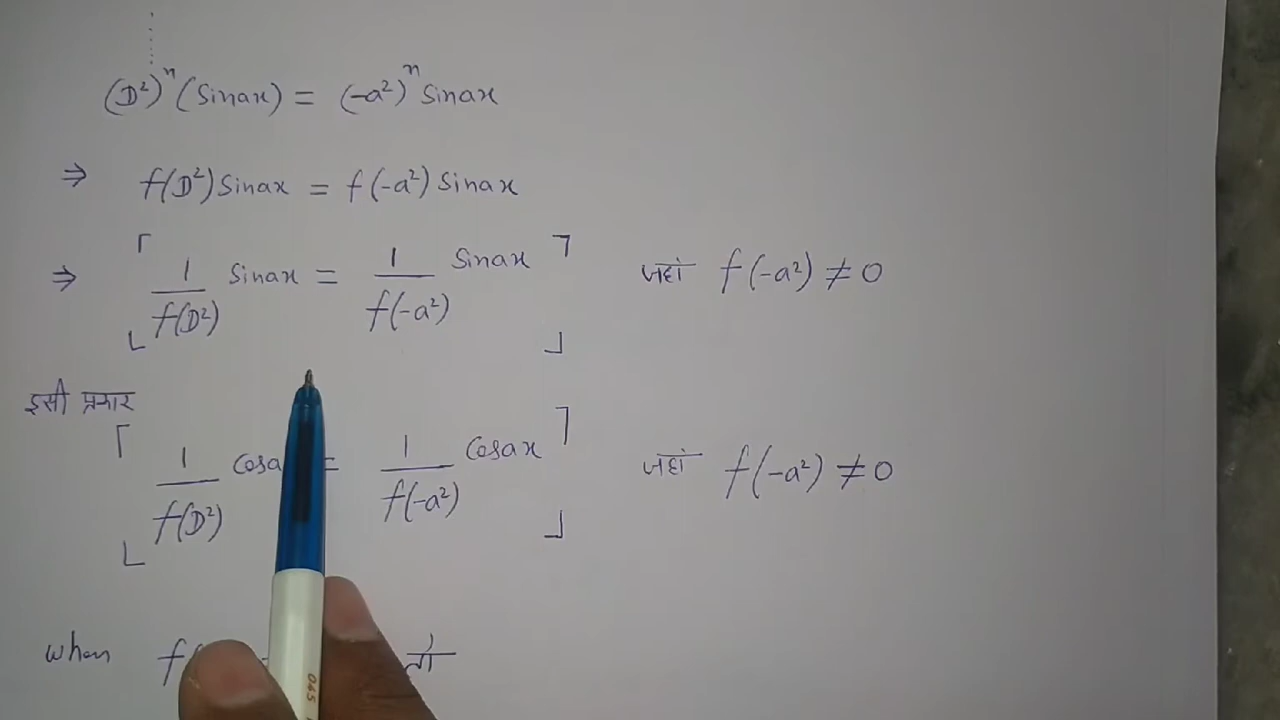 (D²)ⁿ (Sinax) = (-a²)ⁿ Sinax
⇒ f(D²) Sinax = f(-a²) Sinax
⇒ [ 1/f(D²) Sinax = 1/f(-a²) Sinax ] जहां f(-a²) ≠ 0
इसी प्रकार
[ 1/f(D²) Cosa = 1/f(-a²) Cosax ] जहां f(-a²) ≠ 0
when f( तो
045